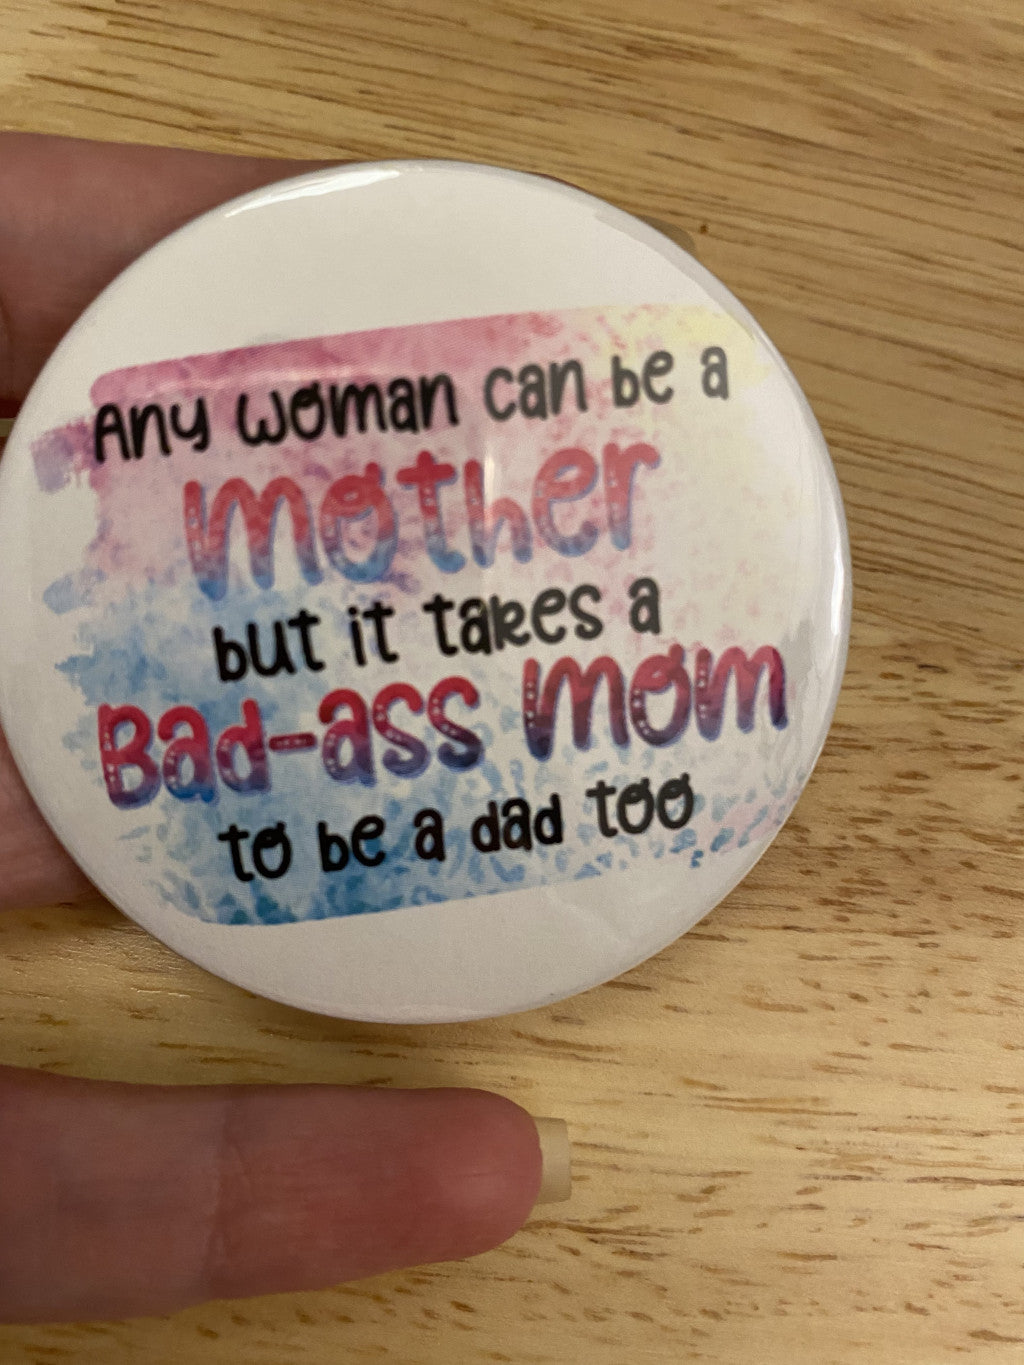 Any woman can be a
Mother
but it takes a
Bad-ass Mom
to be a dad too